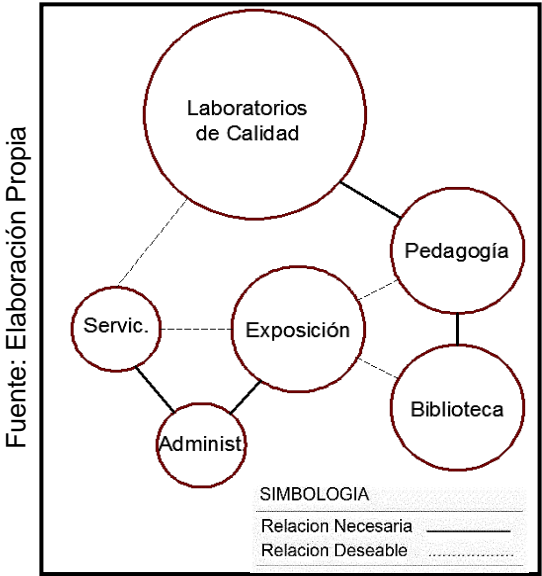 Fuente: Elaboración Propia
Laboratorios
de Calidad
Pedagogía
Servic.
Exposición
Biblioteca
Administ.
SIMBOLOGIA
Relacion Necesaria
Relacion Deseable